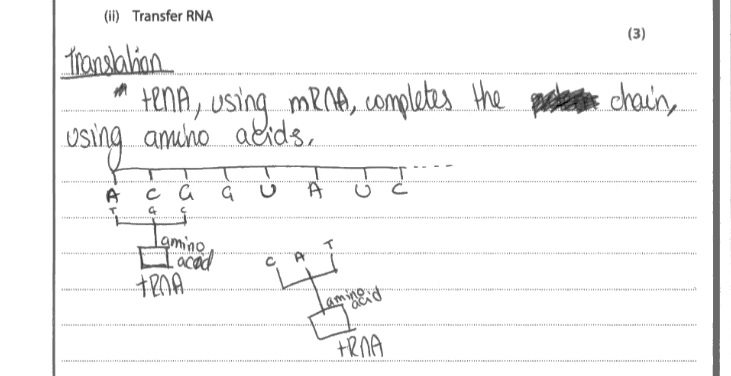 (ii) Transfer RNA
(3)
Translation
tRNA, using mRNA, completes the chain,
using amino acids.
A C G G U A U C
T G C
amino
acad
tRNA
C A T
amino
acid
tRNA